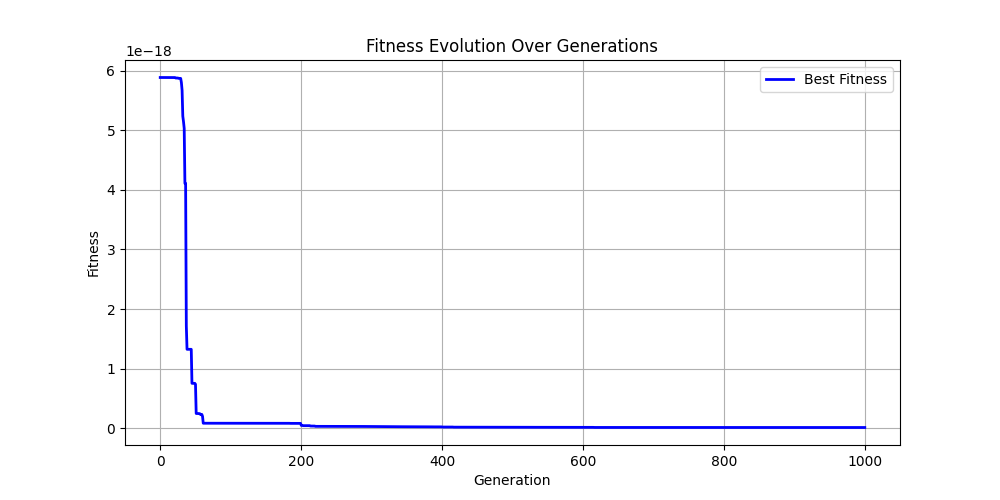 Fitness Evolution Over Generations
1e−18
Best Fitness
6
5
4
3
2
1
0
Fitness
0 200 400 600 800 1000
Generation